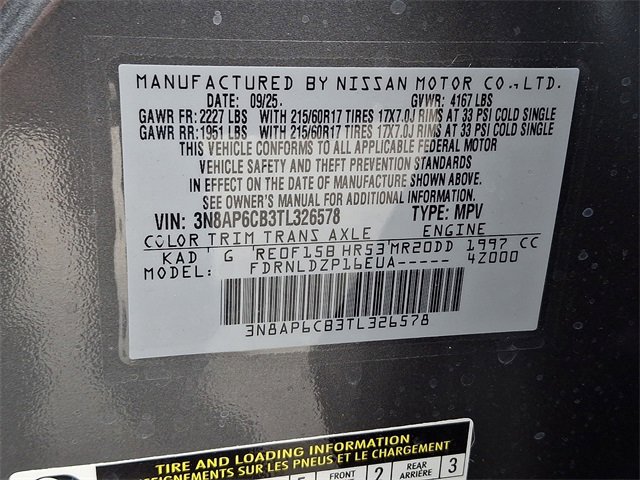 MANUFACTURED BY NISSAN MOTOR CO., LTD.
DATE: 09/25. GVWR: 4167 LBS
GAWR FR: 2227 LBS WITH 215/60R17 TIRES 17X7.0J RIMS AT 33 PSI COLD SINGLE
GAWR RR: 1951 LBS WITH 215/60R17 TIRES 17X7.0J RIMS AT 33 PSI COLD SINGLE
THIS VEHICLE CONFORMS TO ALL APPLICABLE FEDERAL MOTOR
VEHICLE SAFETY AND THEFT PREVENTION STANDARDS
IN EFFECT ON THE DATE OF MANUFACTURE SHOWN ABOVE.
SEE OWNER'S MANUAL FOR ADDITIONAL INFORMATION.
VIN: 3N8AP6CB3TL326578 TYPE: MPV
COLOR TRIM TRANS AXLE ENGINE
KAD G RE0F15B HR53 MR20DD 1997 CC
MODEL: FDRNLDZP16EUA----- 4Z000
3N8AP6CB3TL326578
TIRE AND LOADING INFORMATION
RENSEIGNEMENTS SUR LES PNEUS ET LE CHARGEMENT
FRONT 2 REAR 3
ARRIÈRE